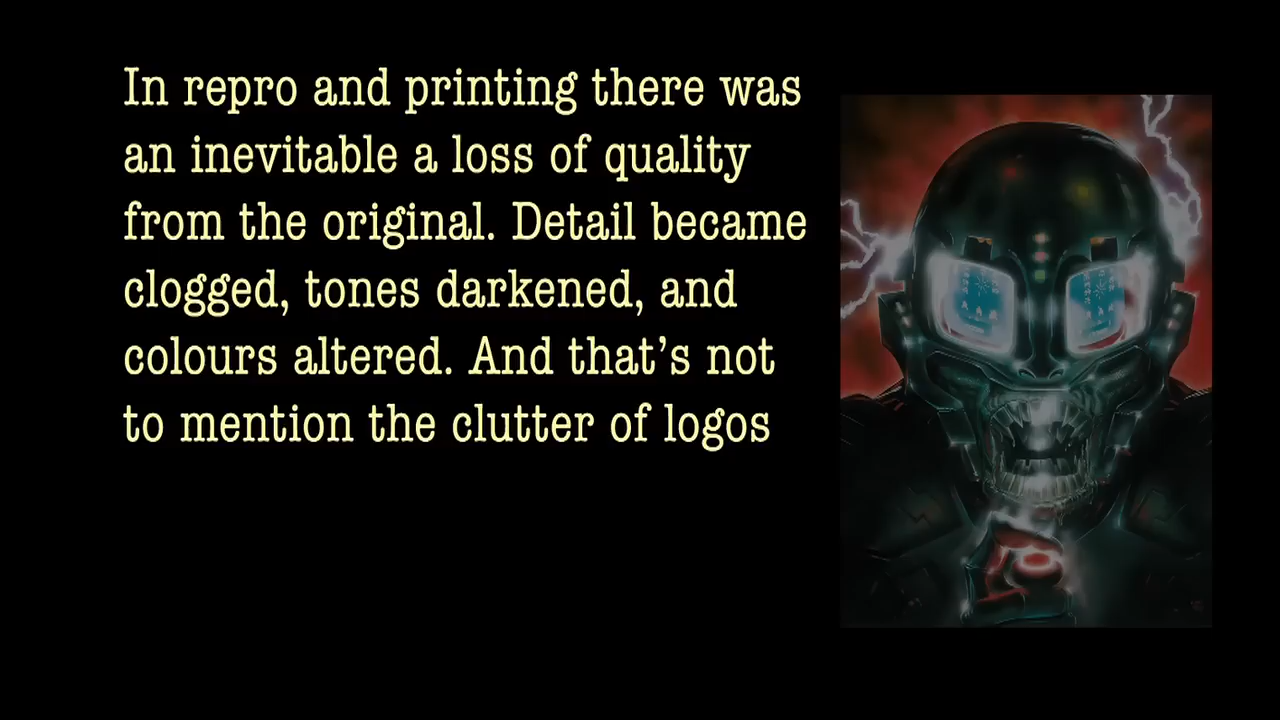 In repro and printing there was
an inevitable a loss of quality
from the original. Detail became
clogged, tones darkened, and
colours altered. And that’s not
to mention the clutter of logos